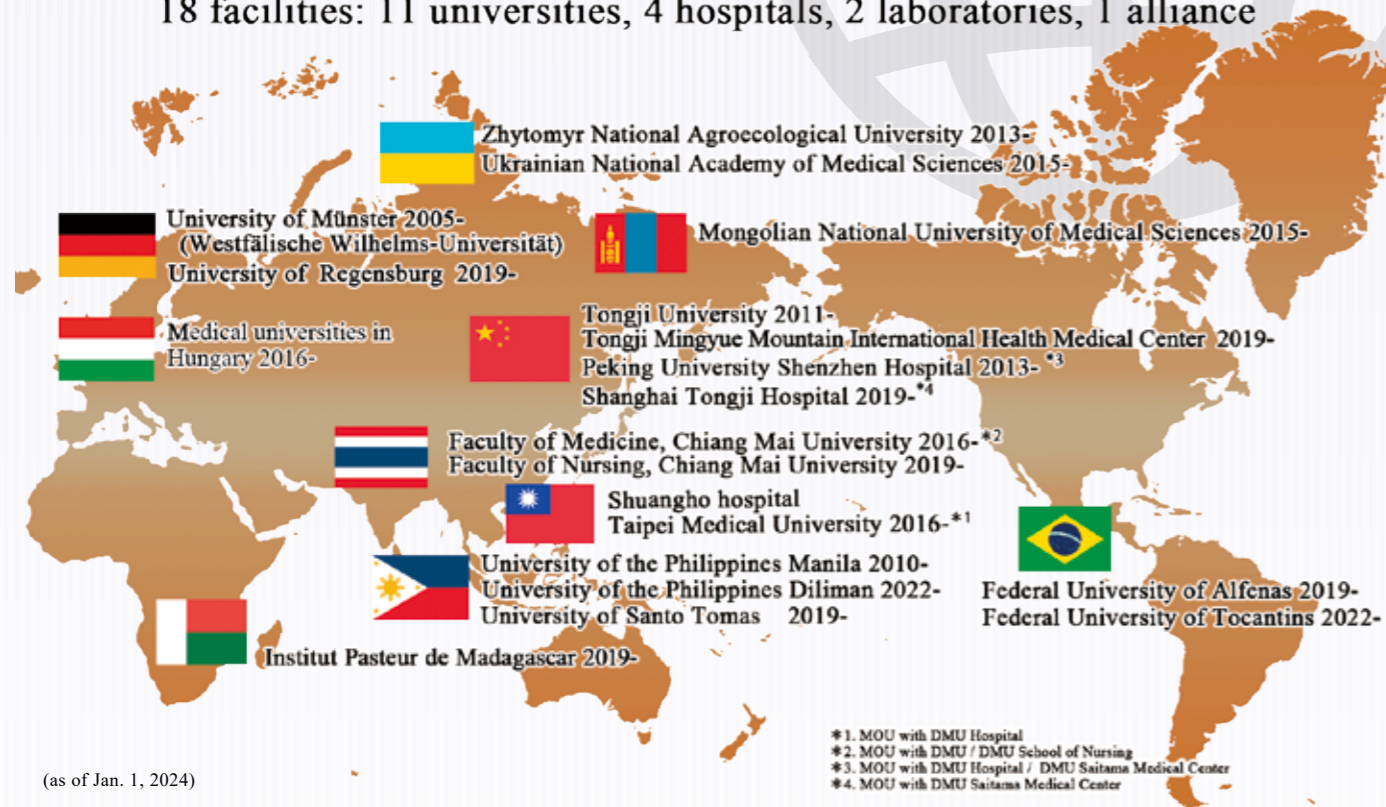 18 facilities: 11 universities, 4 hospitals, 2 laboratories, 1 alliance
Zhytomyr National Agroecological University 2013-
Ukrainian National Academy of Medical Sciences 2015-
University of Münster 2005-
(Westfälische Wilhelms-Universität)
University of Regensburg 2019-
Mongolian National University of Medical Sciences 2015-
Medical universities in
Hungary 2016-
Tongji University 2011-
Tongji Mingyue Mountain International Health Medical Center 2019-
Peking University Shenzhen Hospital 2013- *3
Shanghai Tongji Hospital 2019-*4
Faculty of Medicine, Chiang Mai University 2016-*2
Faculty of Nursing, Chiang Mai University 2019-
Shuangho hospital
Taipei Medical University 2016-*1
University of the Philippines Manila 2010-
University of the Philippines Diliman 2022-
University of Santo Tomas 2019-
Federal University of Alfenas 2019-
Federal University of Tocantins 2022-
Institut Pasteur de Madagascar 2019-
*1. MOU with DMU Hospital
*2. MOU with DMU / DMU School of Nursing
*3. MOU with DMU Hospital / DMU Saitama Medical Center
*4. MOU with DMU Saitama Medical Center
(as of Jan. 1, 2024)